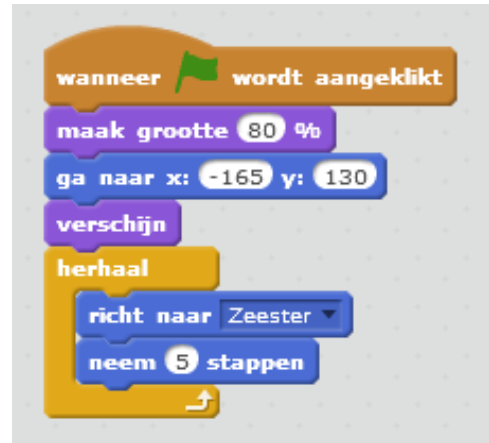 wanneer wordt aangeklikt
maak grootte 80 %
ga naar x: -165 y: 130
verschijn
herhaal
richt naar Zeester
neem 5 stappen